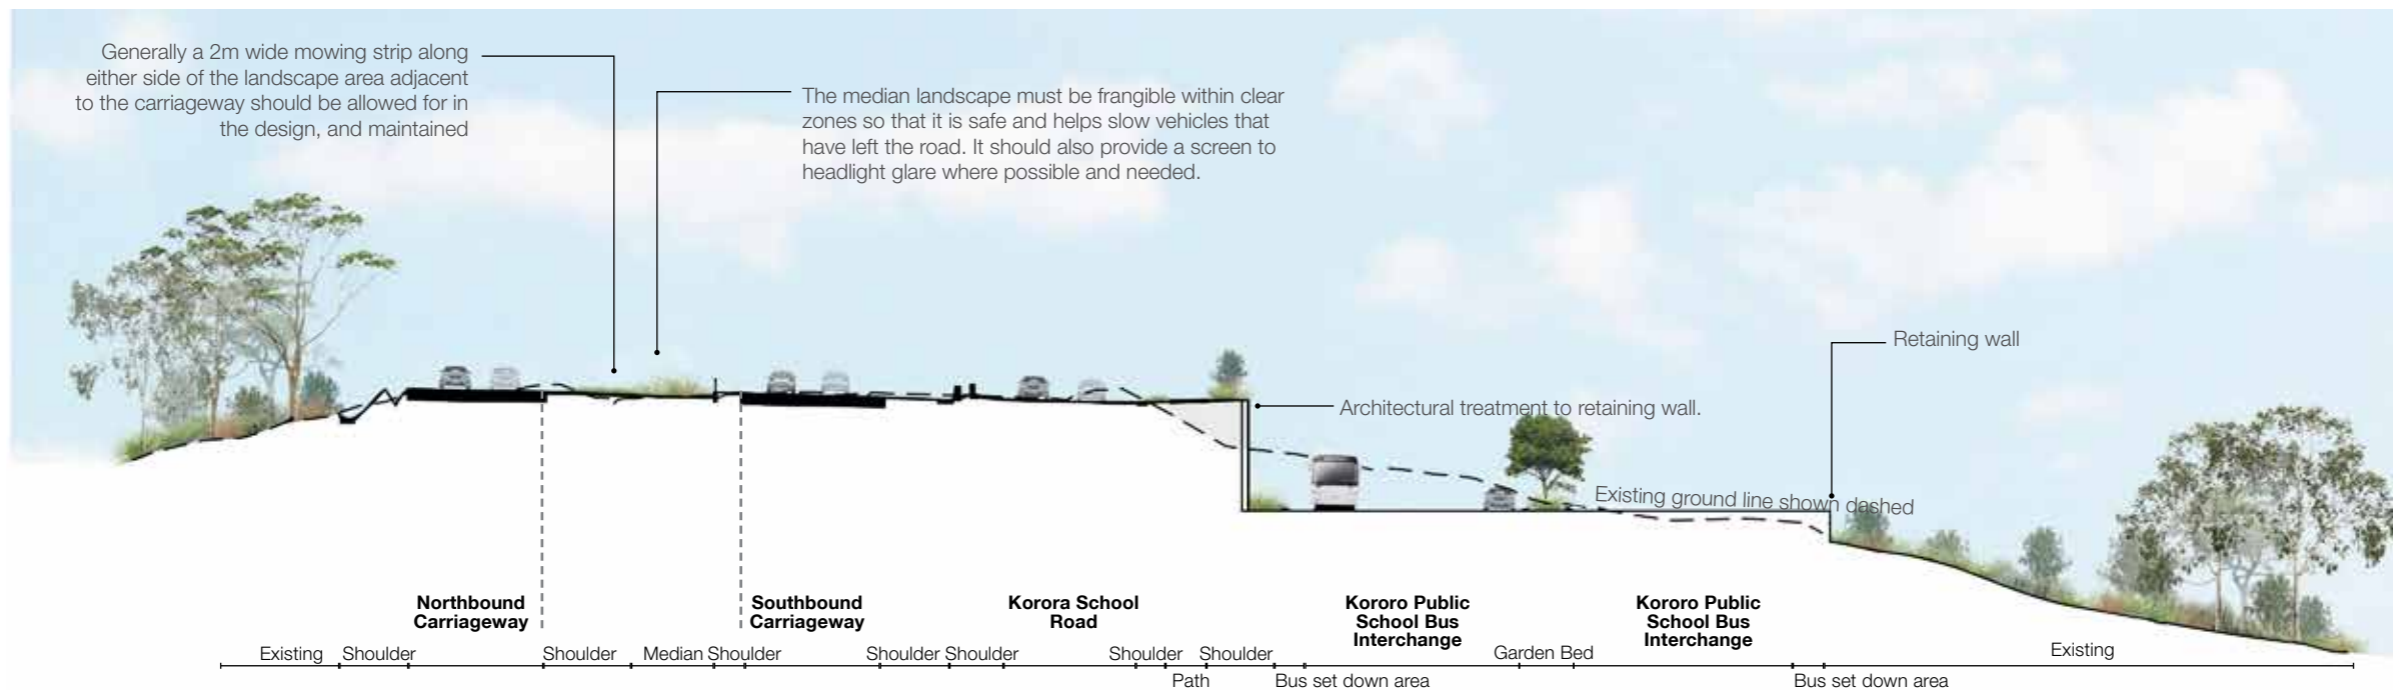 Generally a 2m wide mowing strip along
either side of the landscape area adjacent
to the carriageway should be allowed for in
the design, and maintained
The median landscape must be frangible within clear
zones so that it is safe and helps slow vehicles that
have left the road. It should also provide a screen to
headlight glare where possible and needed.
Retaining wall
Architectural treatment to retaining wall.
Existing ground line shown dashed
Northbound
Carriageway
Southbound
Carriageway
Korora School
Road
Kororo Public
School Bus
Interchange
Kororo Public
School Bus
Interchange
Existing Shoulder Shoulder Median Shoulder Shoulder Shoulder Shoulder Shoulder Garden Bed Existing
Path Bus set down area Bus set down area